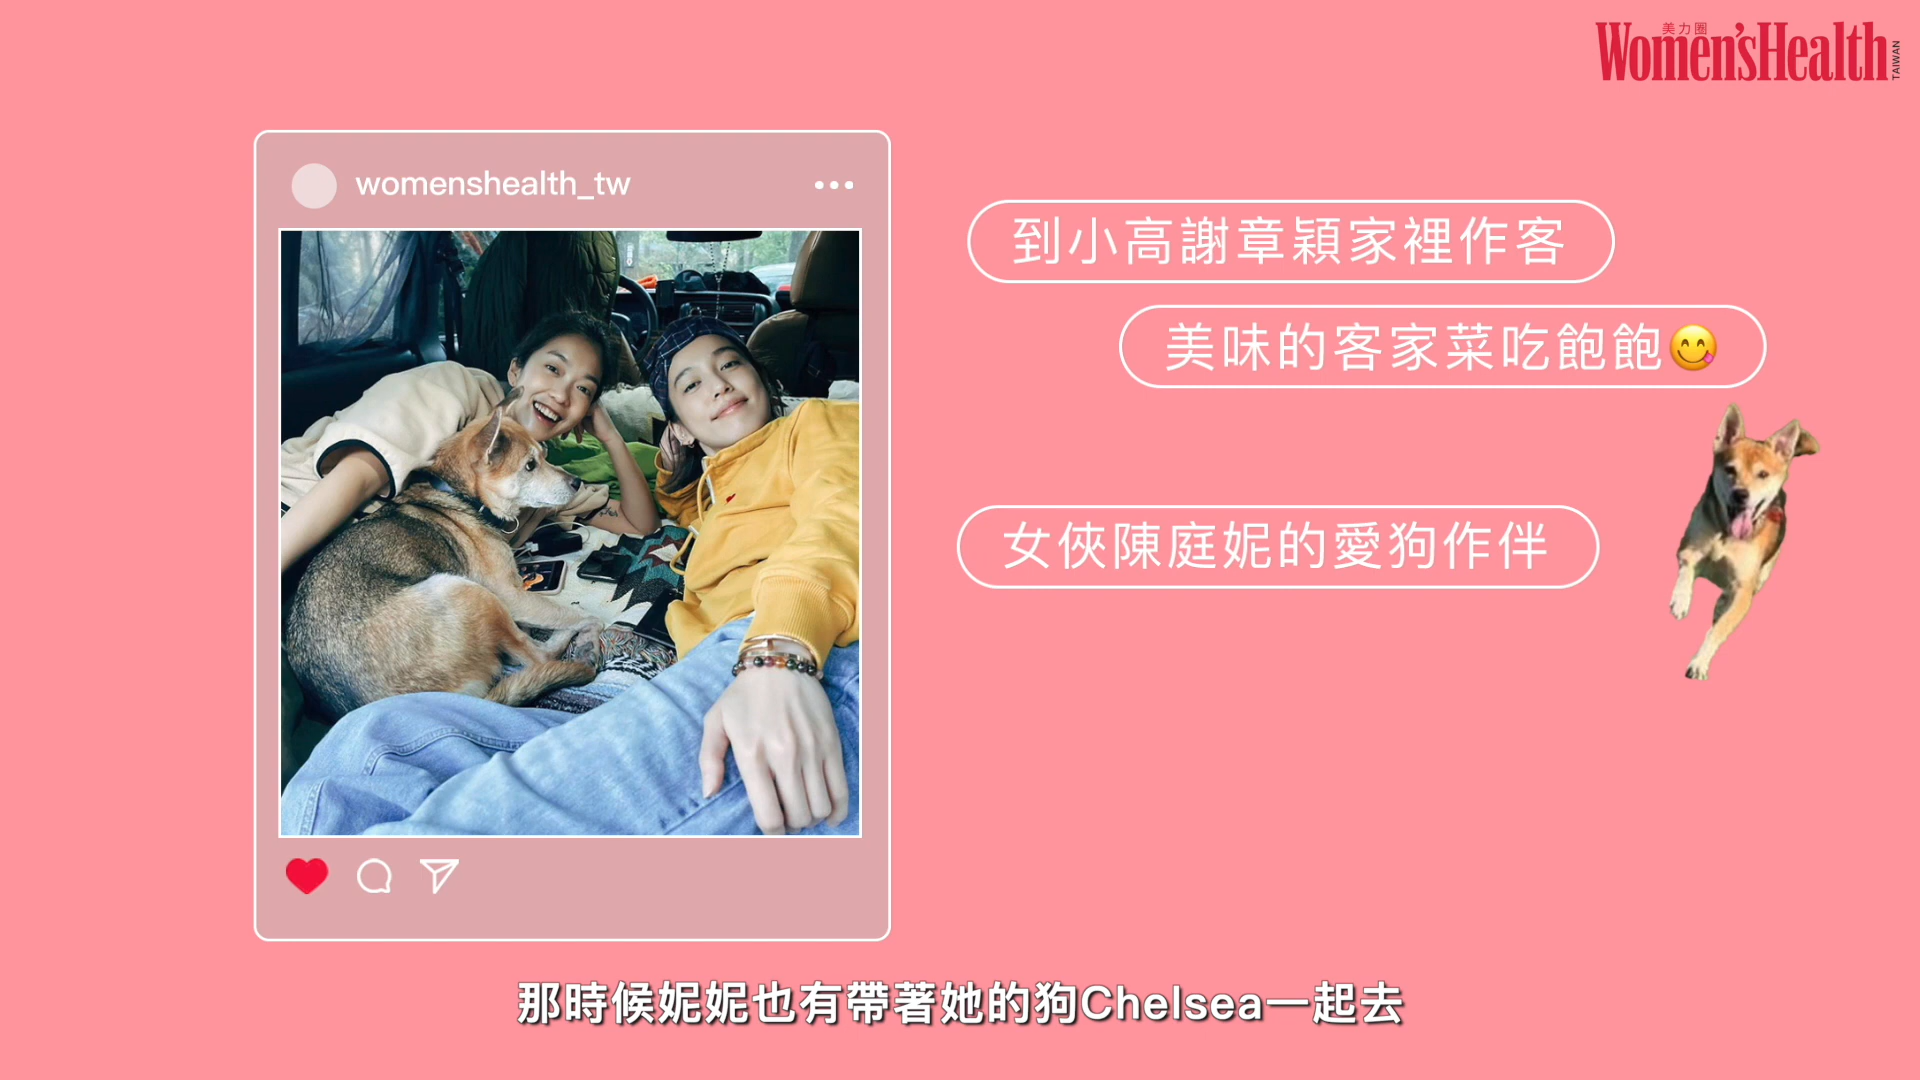 美力圈
Women'sHealth
TAIWAN
womenshealth_tw
到小高謝章穎家裡作客
美味的客家菜吃飽飽😋
女俠陳庭妮的愛狗作伴
那時候妮妮也有帶著她的狗Chelsea一起去